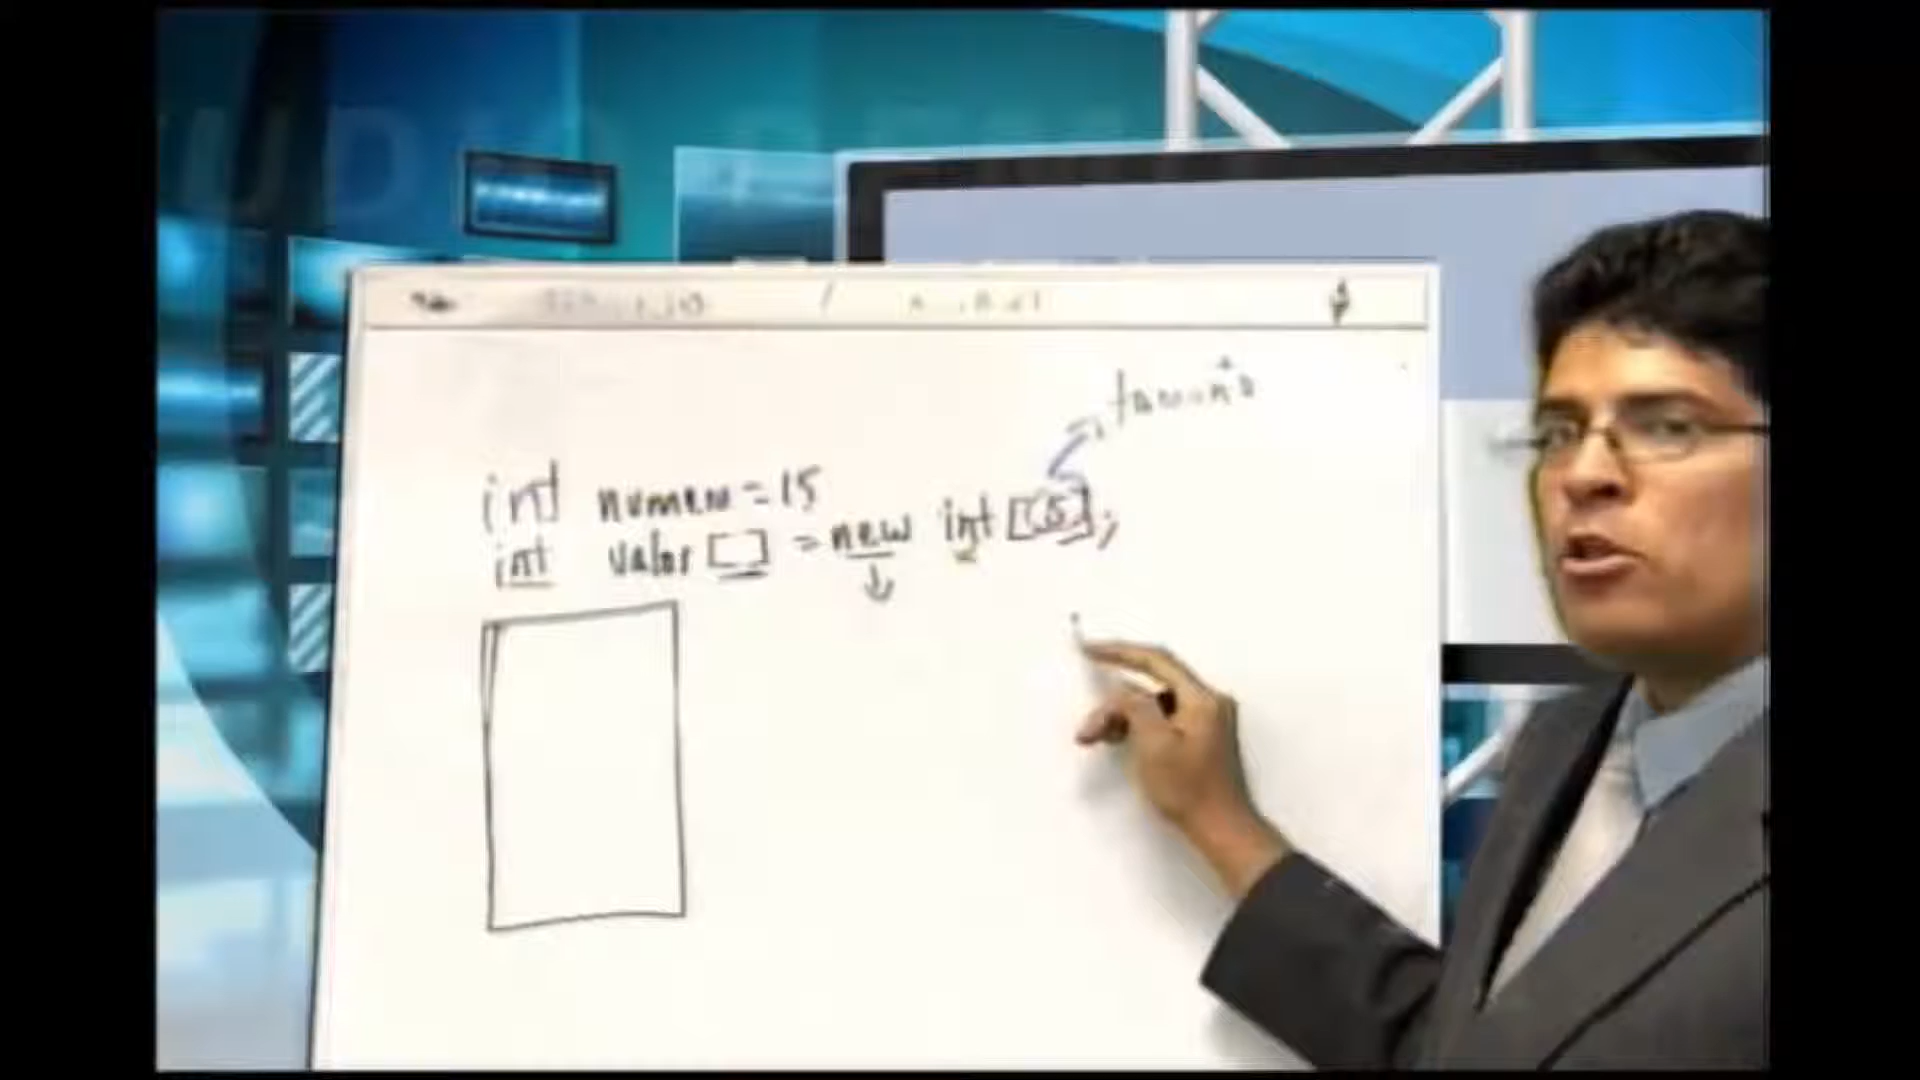 tamaño
int numero = 15
int valor [ ] = new int [5];